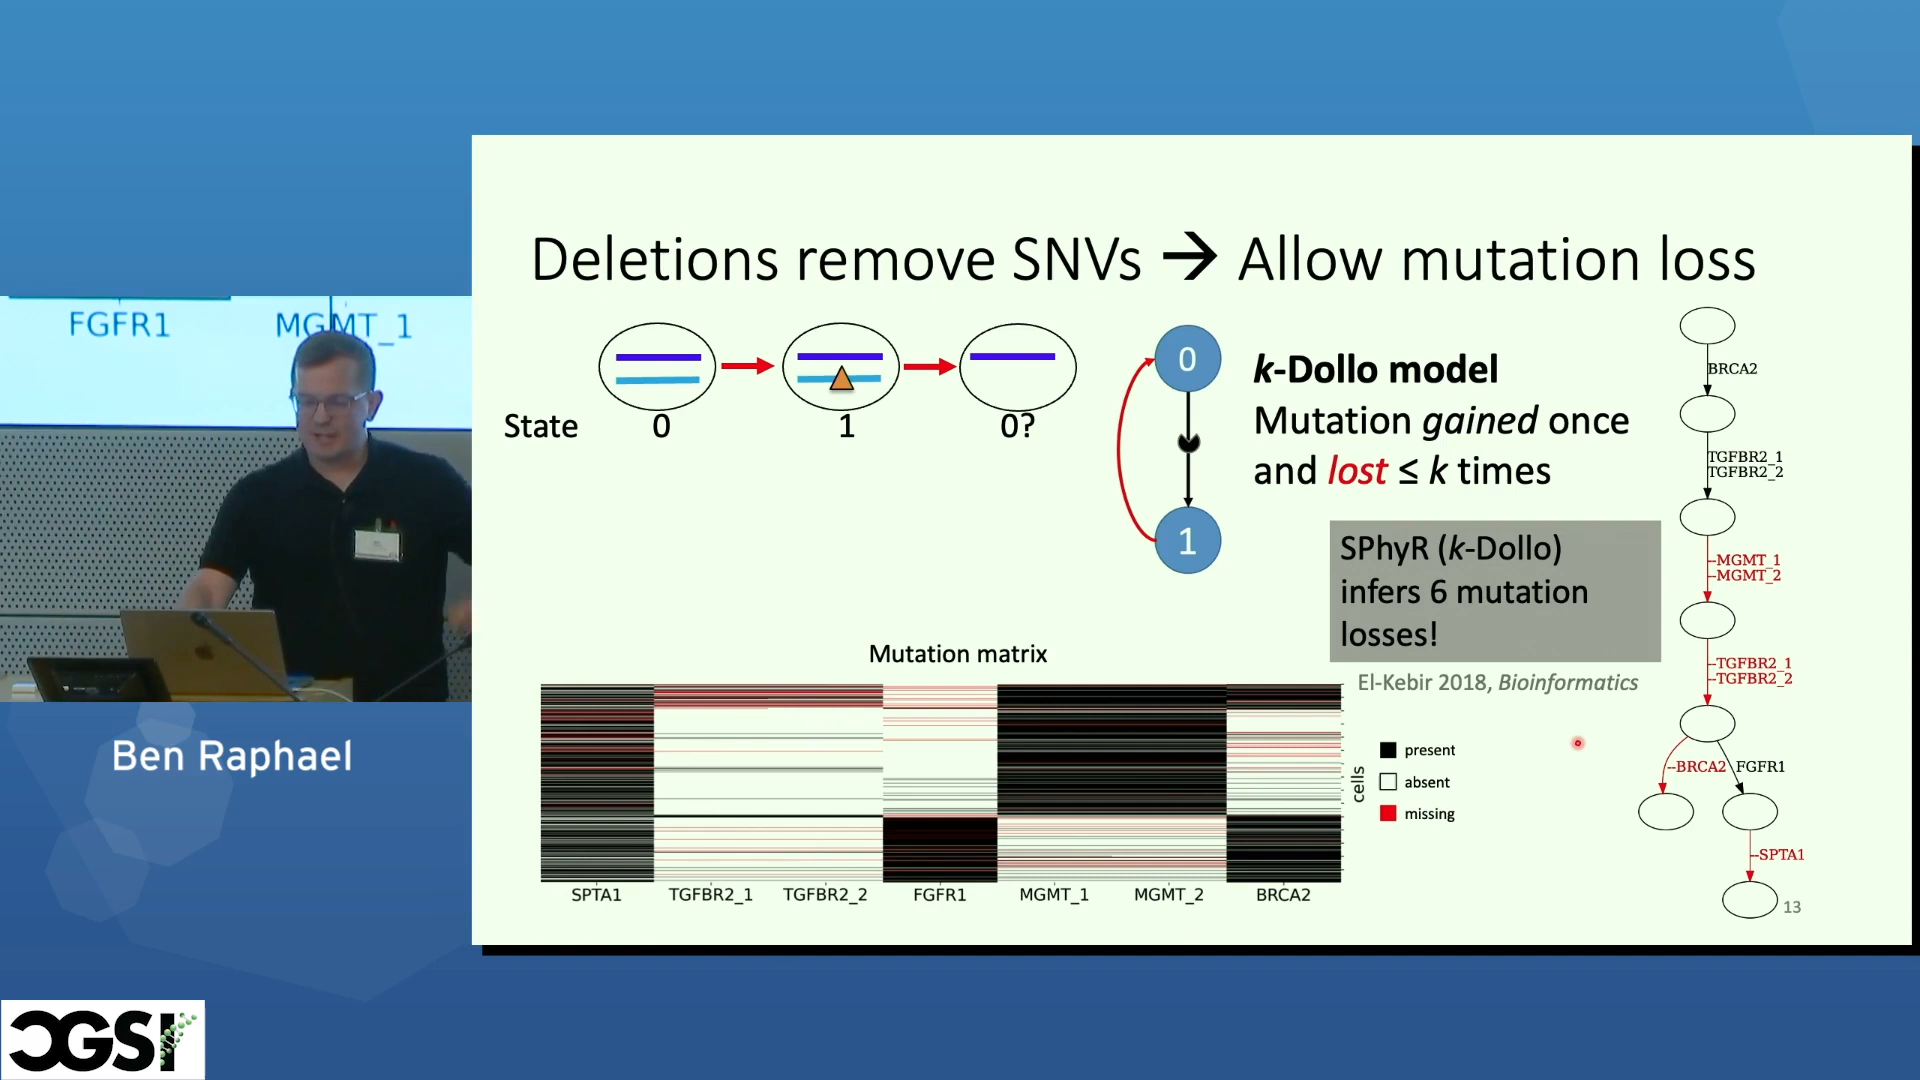 Deletions remove SNVs → Allow mutation loss
State 0 1 0?
0
1
k-Dollo model
Mutation gained once
and lost ≤ k times
SPhyR (k-Dollo)
infers 6 mutation
losses!
El-Kebir 2018, Bioinformatics
Mutation matrix
SPTA1 TGFBR2_1 TGFBR2_2 FGFR1 MGMT_1 MGMT_2 BRCA2
cells
present
absent
missing
BRCA2
TGFBR2_1
TGFBR2_2
--MGMT_1
--MGMT_2
--TGFBR2_1
--TGFBR2_2
--BRCA2 FGFR1
--SPTA1
13
FGFR1 MGMT_1
Ben Raphael
CGSI